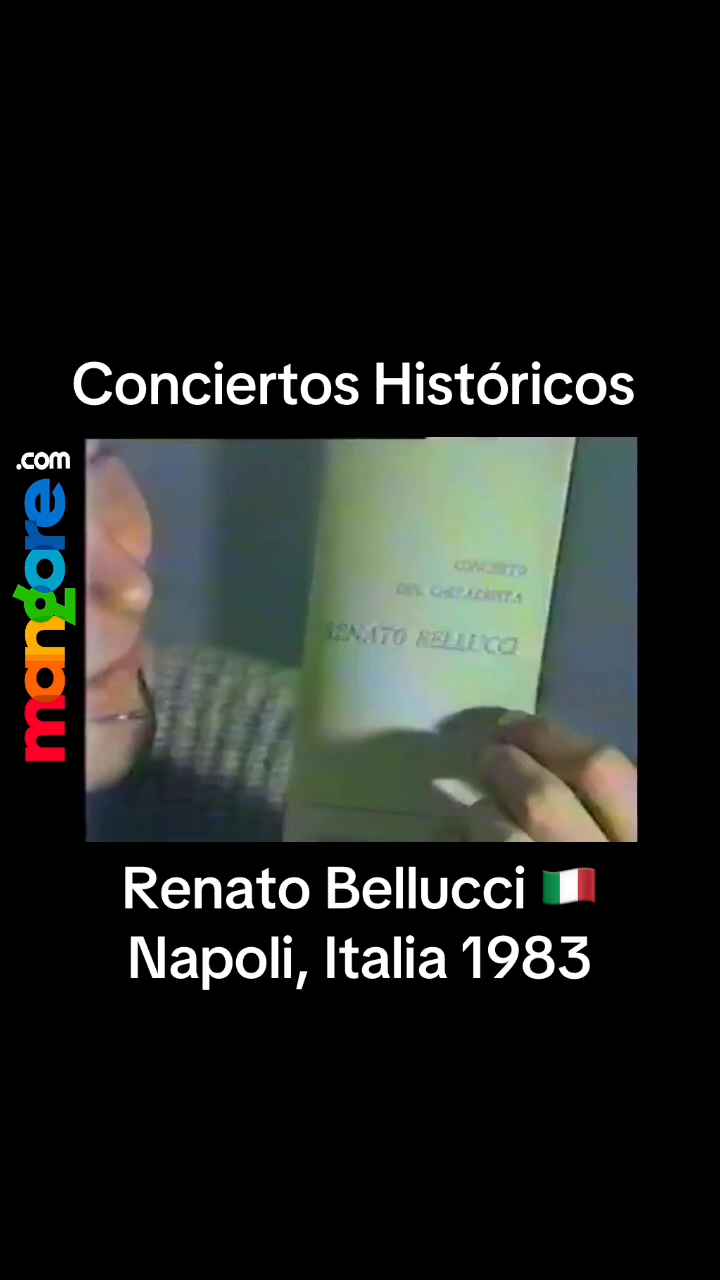 Conciertos Históricos
.com
mangore
CONCERTO
DEL CHITARRISTA
RENATO BELLUCCI
Renato Bellucci 🇮🇹
Napoli, Italia 1983